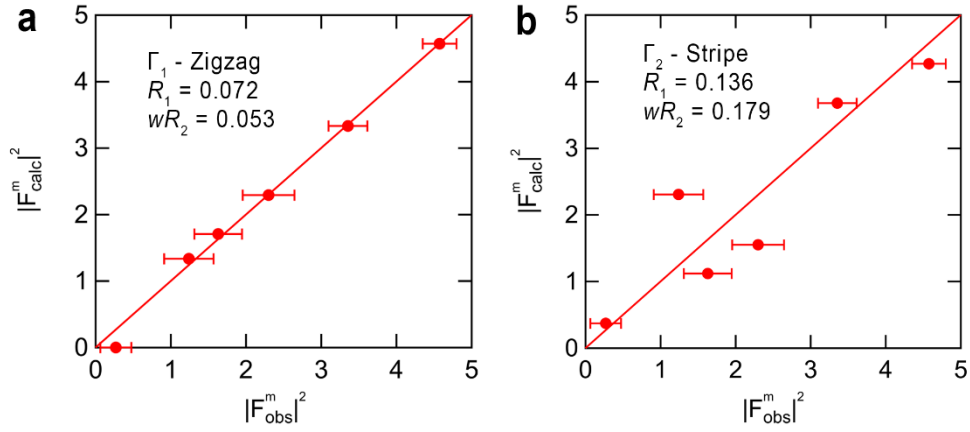 a
Γ₁ - Zigzag
R₁ = 0.072
wR₂ = 0.053
5
4
3
2
1
0
|Fᵐcalcl|²
0 1 2 3 4 5
|Fᵐobs|²
b
Γ₂ - Stripe
R₁ = 0.136
wR₂ = 0.179
5
4
3
2
1
0
|Fᵐcalcl|²
0 1 2 3 4 5
|Fᵐobs|²